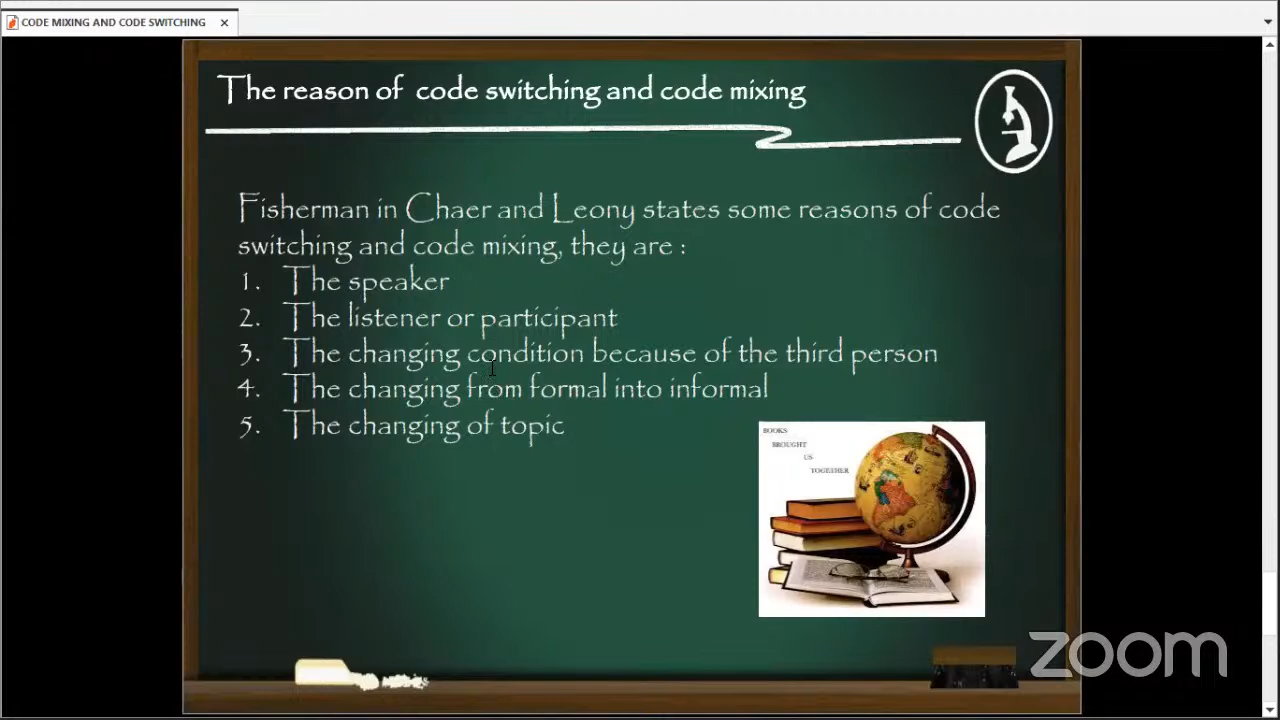 CODE MIXING AND CODE SWITCHING
The reason of code switching and code mixing
Fisherman in Chaer and Leony states some reasons of code
switching and code mixing, they are :
1. The speaker
2. The listener or participant
3. The changing condition because of the third person
4. The changing from formal into informal
5. The changing of topic
BOOKS
BROUGHT
US
TOGETHER
zoom